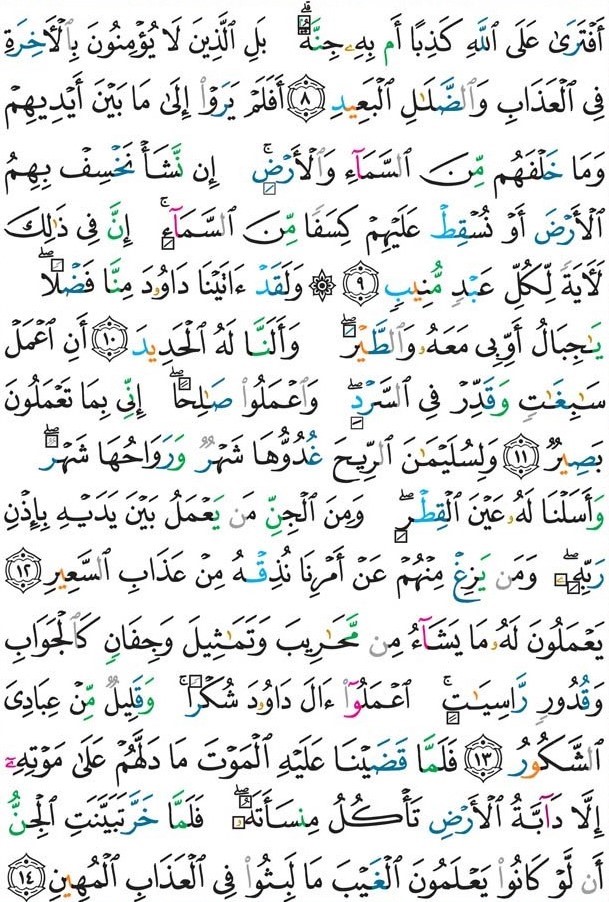 أَفْتَرَىٰ عَلَى ٱللَّهِ كَذِبًا أَم بِهِۦ جِنَّةٌۗ بَلِ ٱلَّذِينَ لَا يُؤْمِنُونَ بِٱلْأَخِرَةِ
فِى ٱلْعَذَابِ وَٱلضَّلَٰلِ ٱلْبَعِيدِ ٨ أَفَلَمْ يَرَوْا۟ إِلَىٰ مَا بَيْنَ أَيْدِيهِمْ
وَمَا خَلْفَهُم مِّنَ ٱلسَّمَآءِ وَٱلْأَرْضِۚ إِن نَّشَأْ نَخْسِفْ بِهِمُ
ٱلْأَرْضَ أَوْ نُسْقِطْ عَلَيْهِمْ كِسَفًا مِّنَ ٱلسَّمَآءِۚ إِنَّ فِى ذَٰلِكَ
لَأَيَةً لِّكُلِّ عَبْدٍ مُّنِيبٍ ٩ ۞ وَلَقَدْ ءَاتَيْنَا دَاوُۥدَ مِنَّا فَضْلًاۖ
يَٰجِبَالُ أَوِّبِى مَعَهُۥ وَٱلطَّيْرَۖ وَأَلَنَّا لَهُ ٱلْحَدِيدَ ١٠ أَنِ ٱعْمَلْ
سَٰبِغَٰتٍ وَقَدِّرْ فِى ٱلسَّرْدِۖ وَٱعْمَلُوا۟ صَٰلِحًاۖ إِنِّى بِمَا تَعْمَلُونَ
بَصِيرٌ ١١ وَلِسُلَيْمَٰنَ ٱلرِّيحَ غُدُوُّهَا شَهْرٌ وَرَوَاحُهَا شَهْرٌۖ
وَأَسَلْنَا لَهُۥ عَيْنَ ٱلْقِطْرِۖ وَمِنَ ٱلْجِنِّ مَن يَعْمَلُ بَيْنَ يَدَيْهِ بِإِذْنِ
رَبِّهِۦۖ وَمَن يَزِغْ مِنْهُمْ عَنْ أَمْرِنَا نُذِقْهُ مِنْ عَذَابِ ٱلسَّعِيرِ ١٢
يَعْمَلُونَ لَهُۥ مَا يَشَآءُ مِن مَّحَٰرِيبَ وَتَمَٰثِيلَ وَجِفَانٍ كَٱلْجَوَابِ
وَقُدُورٍ رَّاسِيَٰتٍۚ ٱعْمَلُوٓا۟ ءَالَ دَاوُۥدَ شُكْرًاۚ وَقَلِيلٌ مِّنْ عِبَادِىَ
ٱلشَّكُورُ ١٣ فَلَمَّا قَضَيْنَا عَلَيْهِ ٱلْمَوْتَ مَا دَلَّهُمْ عَلَىٰ مَوْتِهِۦٓ
إِلَّا دَآبَّةُ ٱلْأَرْضِ تَأْكُلُ مِنسَأَتَهُۥۖ فَلَمَّا خَرَّ تَبَيَّنَتِ ٱلْجِنُّ
أَن لَّوْ كَانُوا۟ يَعْلَمُونَ ٱلْغَيْبَ مَا لَبِثُوا۟ فِى ٱلْعَذَابِ ٱلْمُهِينِ ١٤